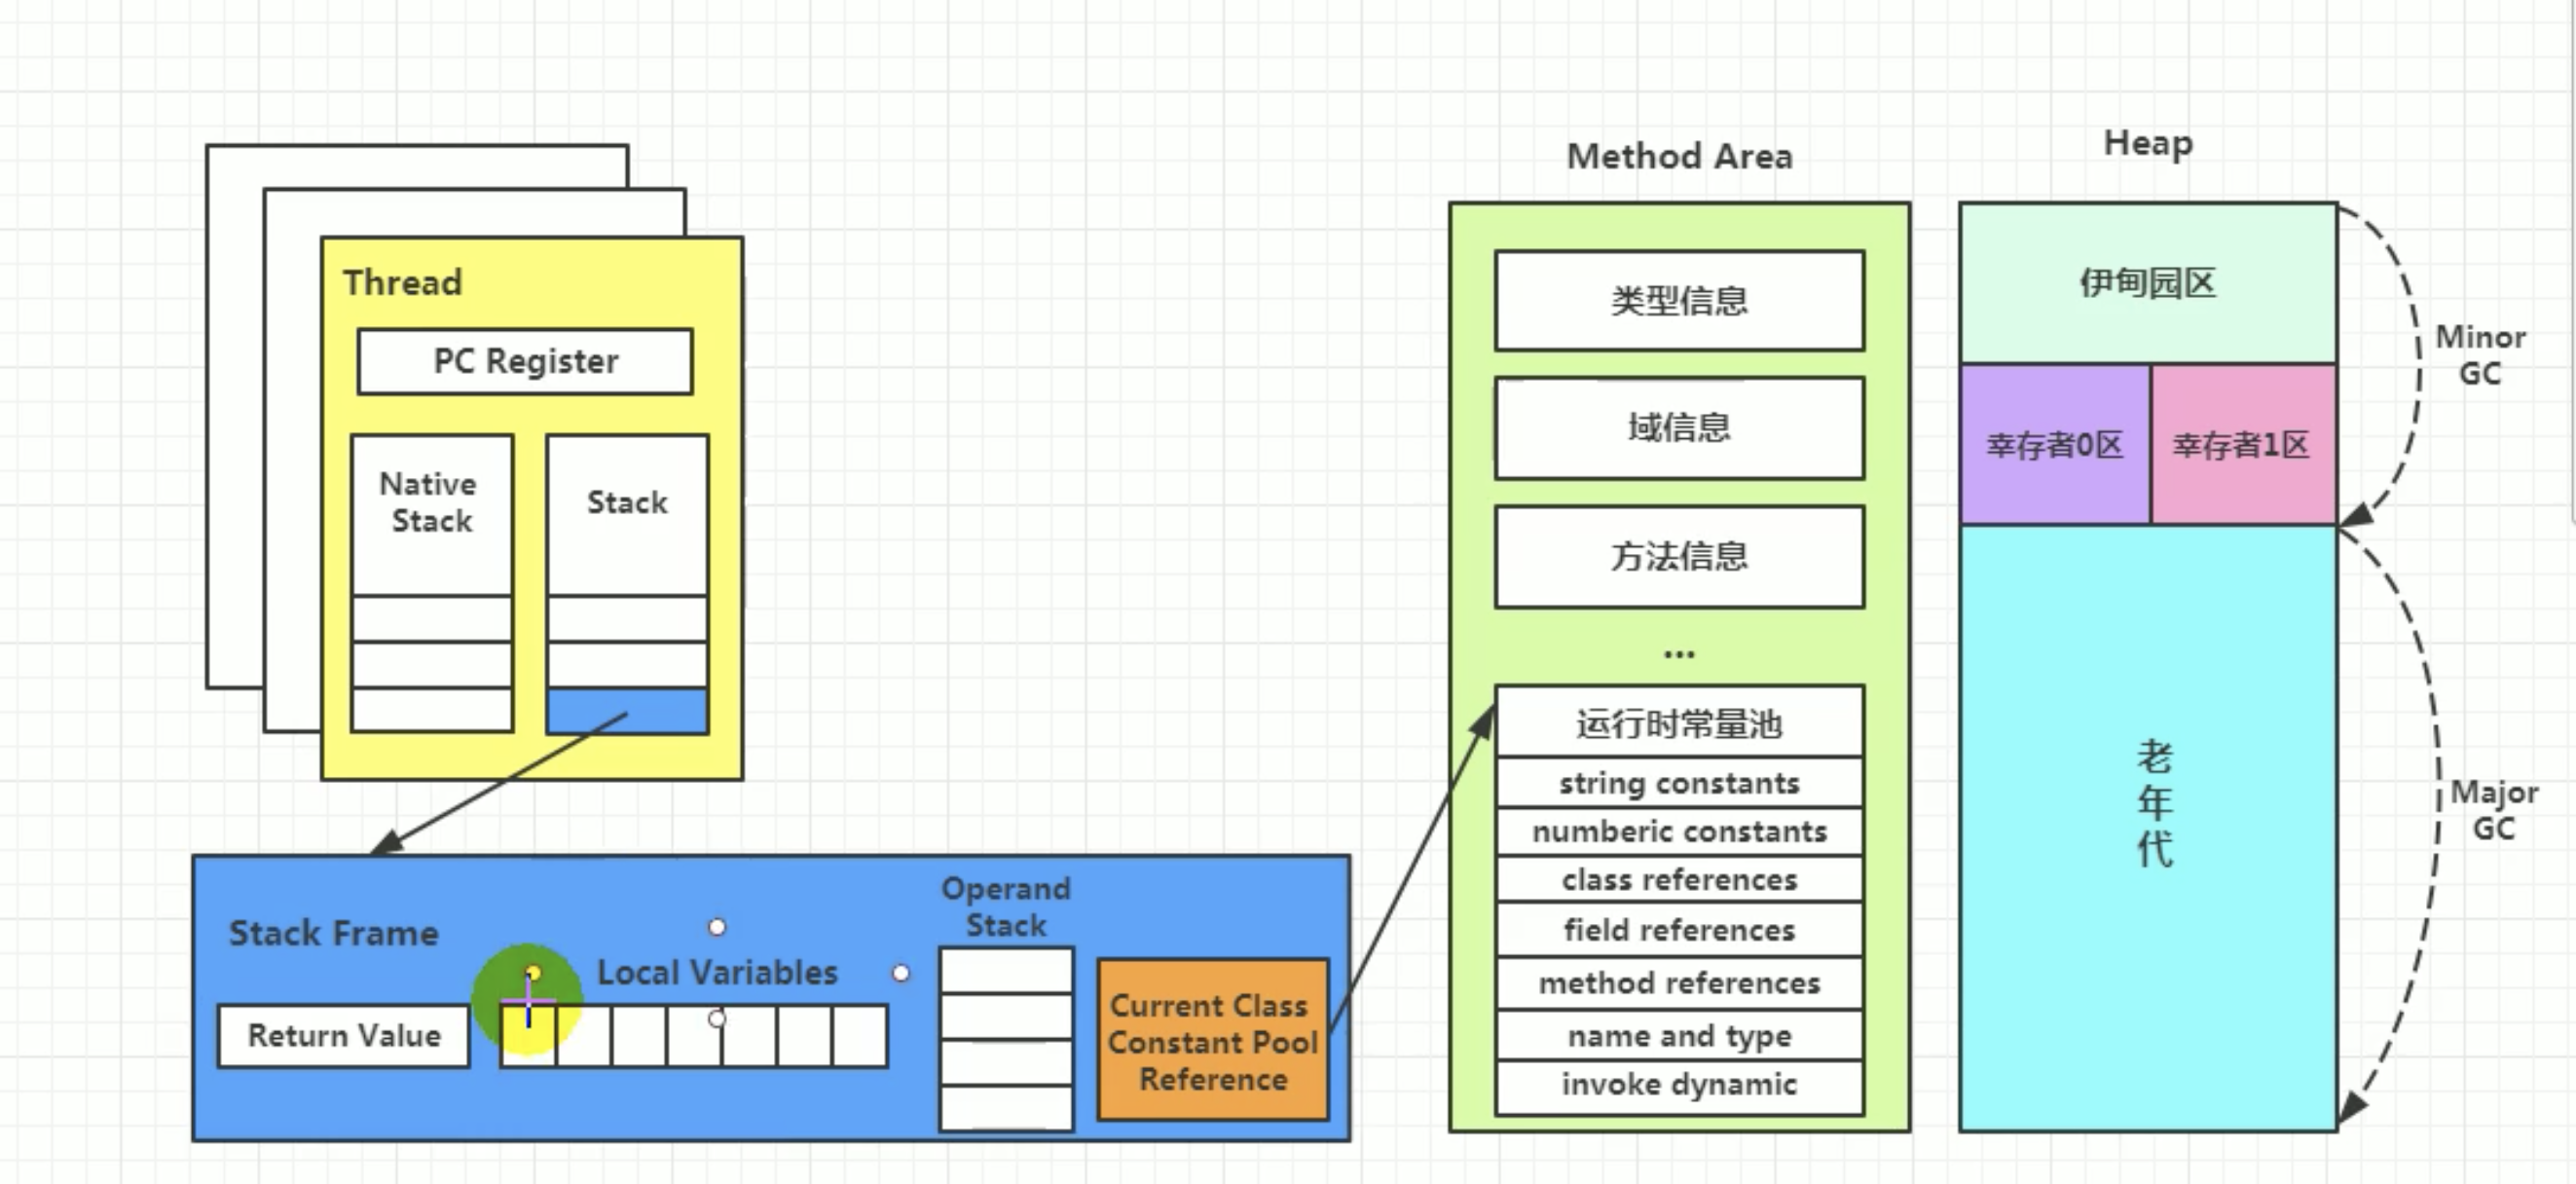 Thread
PC Register
Native
Stack
Stack
Stack Frame
Return Value
Local Variables
Operand
Stack
Current Class
Constant Pool
Reference
Method Area
类型信息
域信息
方法信息
...
运行时常量池
string constants
numberic constants
class references
field references
method references
name and type
invoke dynamic
Heap
伊甸园区
幸存者0区
幸存者1区
老
年
代
Minor
GC
Major
GC